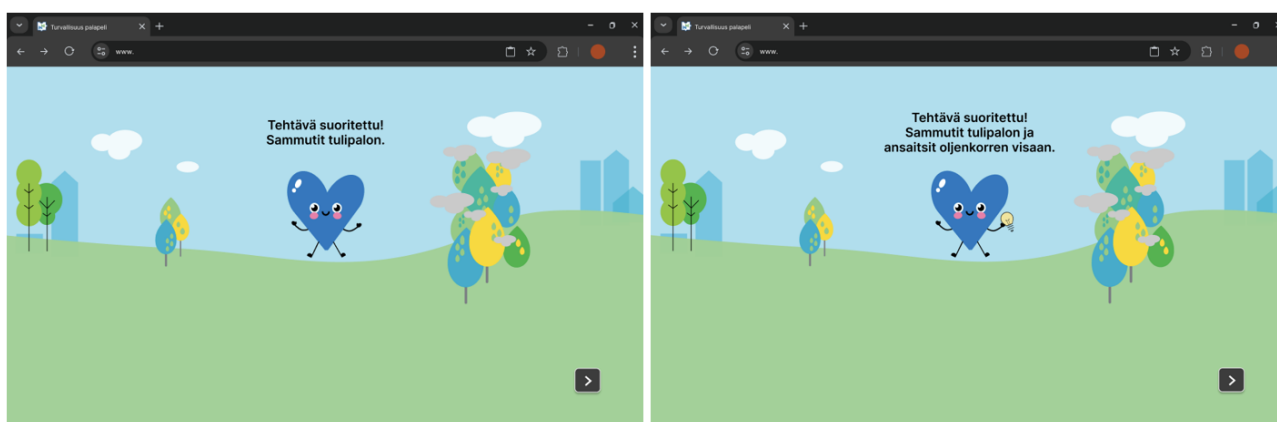 Turvallisuus palapeli
www.
Tehtävä suoritettu!
Sammutit tulipalon.
Turvallisuus palapeli
www.
Tehtävä suoritettu!
Sammutit tulipalon ja
ansaitsit oljenkorren visaan.